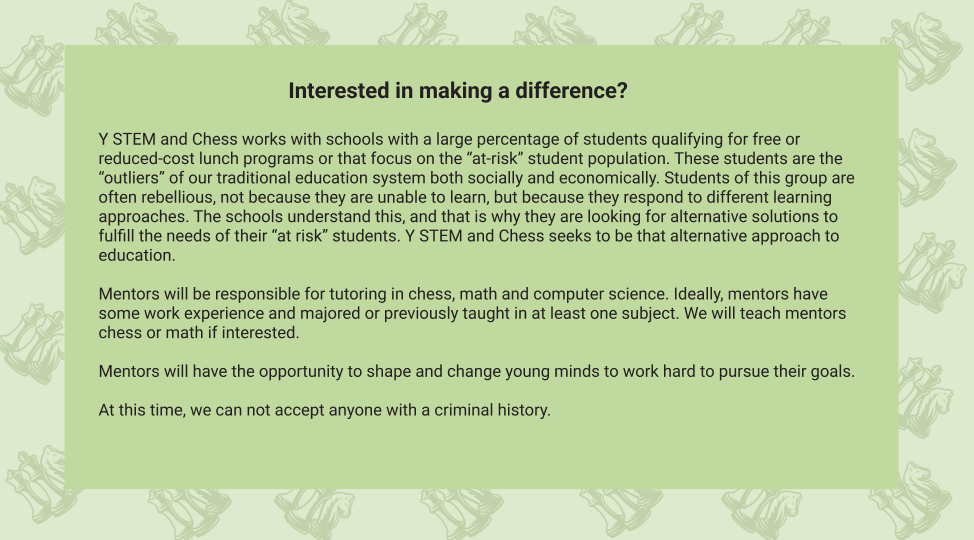 Interested in making a difference?
Y STEM and Chess works with schools with a large percentage of students qualifying for free or
reduced-cost lunch programs or that focus on the “at-risk” student population. These students are the
“outliers” of our traditional education system both socially and economically. Students of this group are
often rebellious, not because they are unable to learn, but because they respond to different learning
approaches. The schools understand this, and that is why they are looking for alternative solutions to
fulfill the needs of their “at risk” students. Y STEM and Chess seeks to be that alternative approach to
education.
Mentors will be responsible for tutoring in chess, math and computer science. Ideally, mentors have
some work experience and majored or previously taught in at least one subject. We will teach mentors
chess or math if interested.
Mentors will have the opportunity to shape and change young minds to work hard to pursue their goals.
At this time, we can not accept anyone with a criminal history.